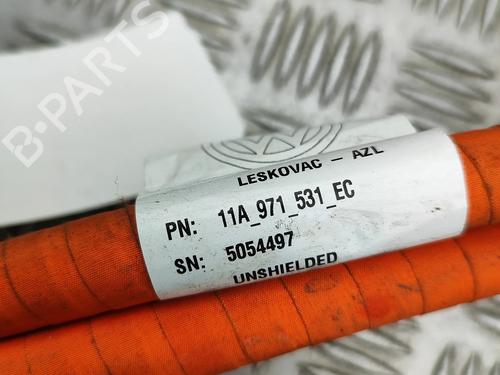 B-PARTS
LESKOVAC - AZL
PN: 11A_971_531_EC
SN: 5054497
UNSHIELDED